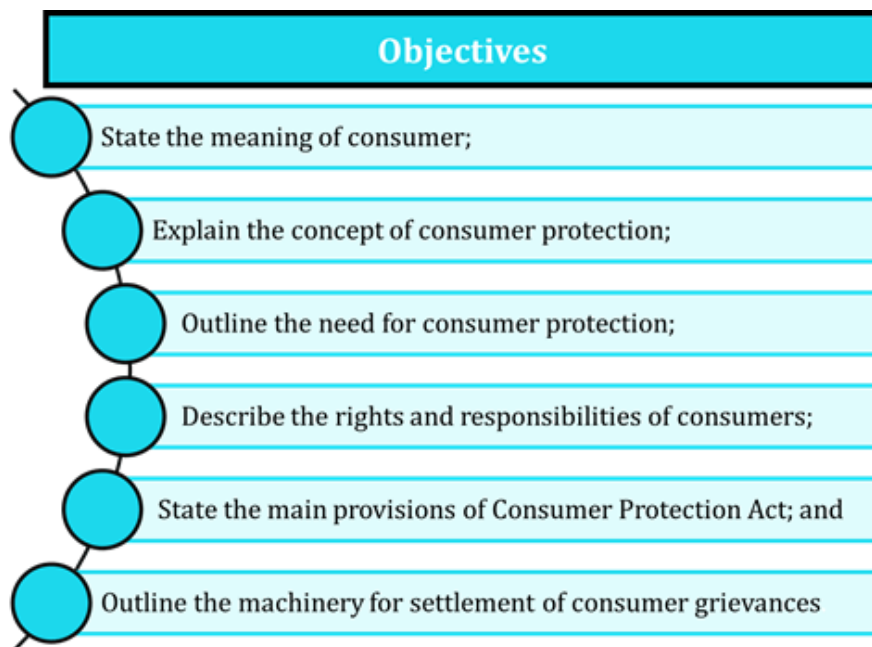 Objectives
State the meaning of consumer;
Explain the concept of consumer protection;
Outline the need for consumer protection;
Describe the rights and responsibilities of consumers;
State the main provisions of Consumer Protection Act; and
Outline the machinery for settlement of consumer grievances